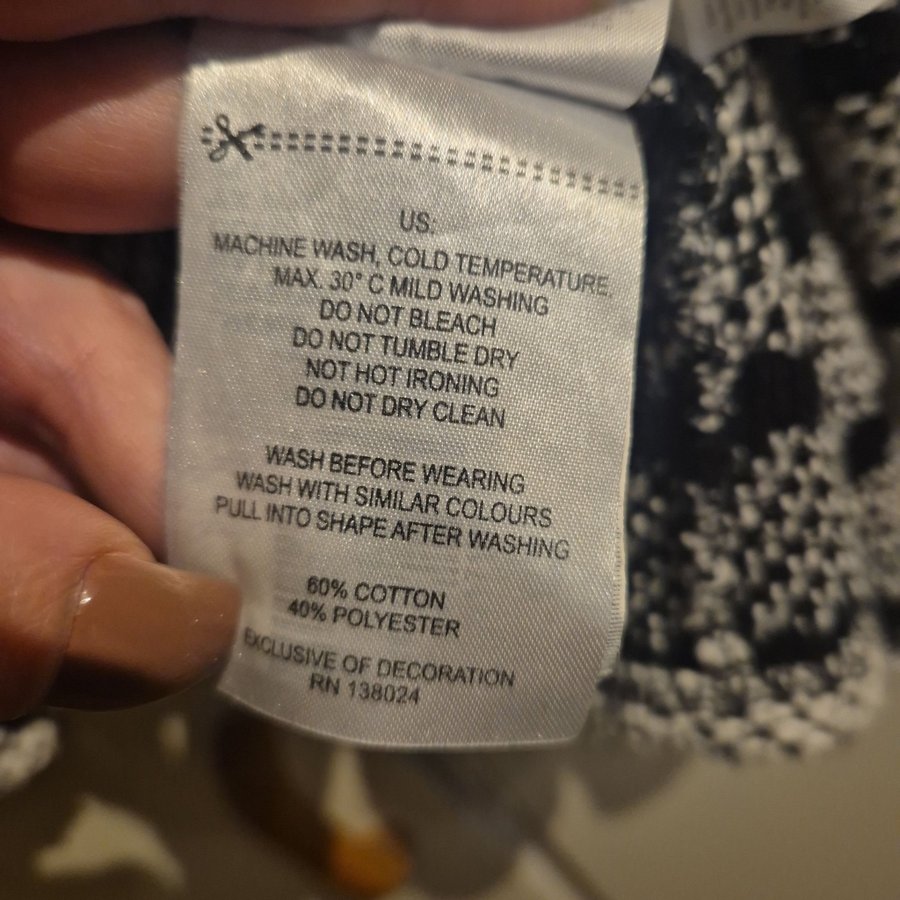 US:
MACHINE WASH, COLD TEMPERATURE,
MAX. 30° C MILD WASHING
DO NOT BLEACH
DO NOT TUMBLE DRY
NOT HOT IRONING
DO NOT DRY CLEAN
WASH BEFORE WEARING
WASH WITH SIMILAR COLOURS
PULL INTO SHAPE AFTER WASHING
60% COTTON
40% POLYESTER
EXCLUSIVE OF DECORATION
RN 138024